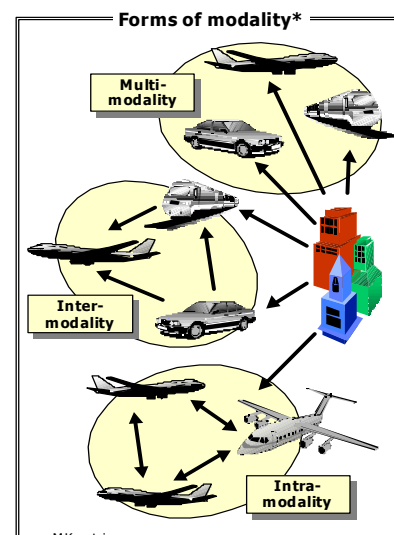 Forms of modality*
Multi-
modality
Inter-
modality
Intra-
modality